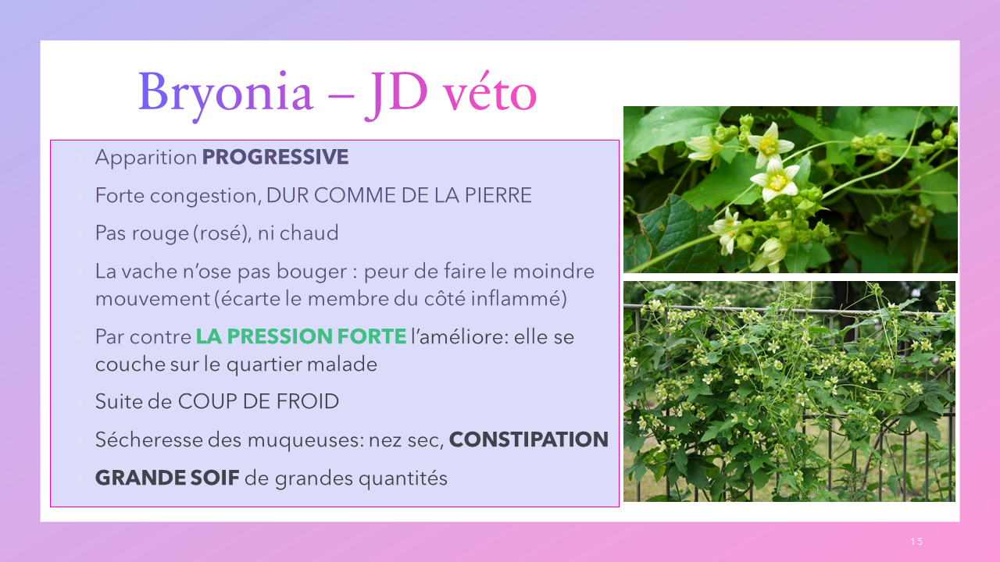 Bryonia – JD véto
Apparition PROGRESSIVE
Forte congestion, DUR COMME DE LA PIERRE
Pas rouge (rosé), ni chaud
La vache n’ose pas bouger : peur de faire le moindre
mouvement (écarte le membre du côté inflammé)
Par contre LA PRESSION FORTE l’améliore: elle se
couche sur le quartier malade
Suite de COUP DE FROID
Sécheresse des muqueuses: nez sec, CONSTIPATION
GRANDE SOIF de grandes quantités
15